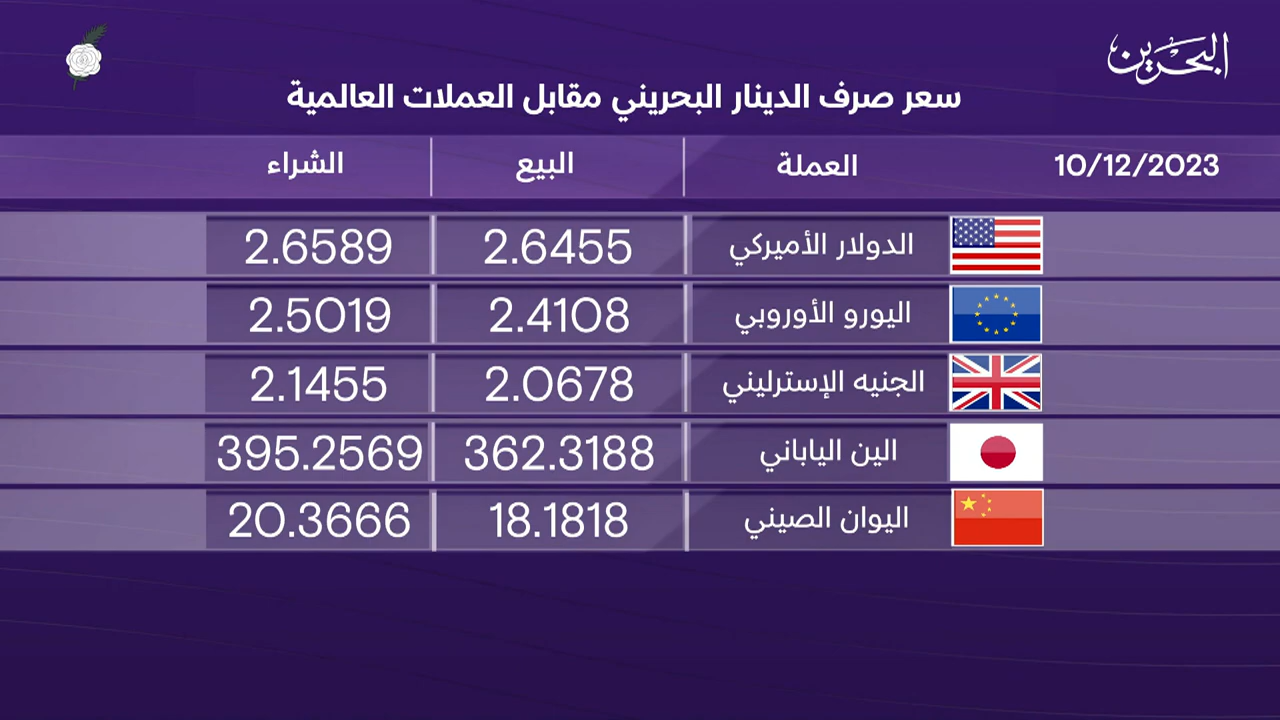 البحرين
سعر صرف الدينار البحريني مقابل العملات العالمية
10/12/2023 العملة البيع الشراء
الدولار الأميركي 2.6455 2.6589
اليورو الأوروبي 2.4108 2.5019
الجنيه الإسترليني 2.0678 2.1455
الين الياباني 362.3188 395.2569
اليوان الصيني 18.1818 20.3666